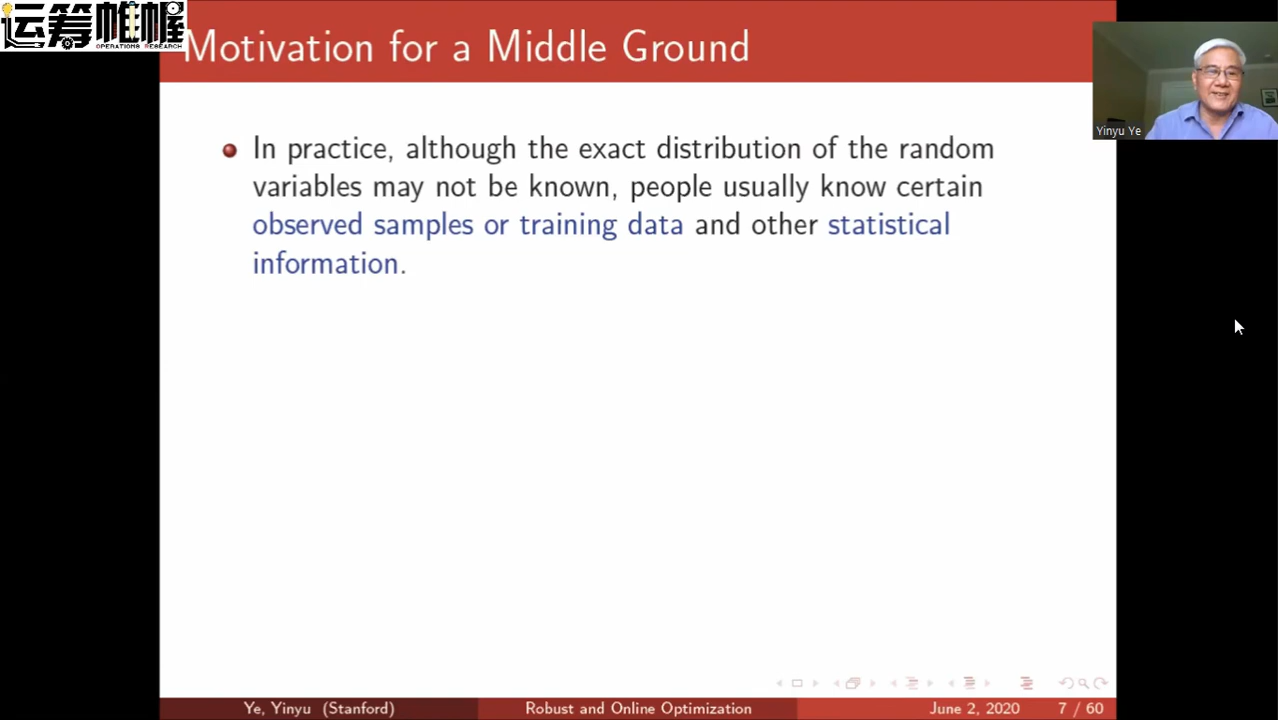 运筹帷幄
OPERATIONS RESEARCH
Motivation for a Middle Ground
Yinyu Ye
In practice, although the exact distribution of the random
variables may not be known, people usually know certain
observed samples or training data and other statistical
information.
Ye, Yinyu (Stanford)
Robust and Online Optimization
June 2, 2020
7 / 60